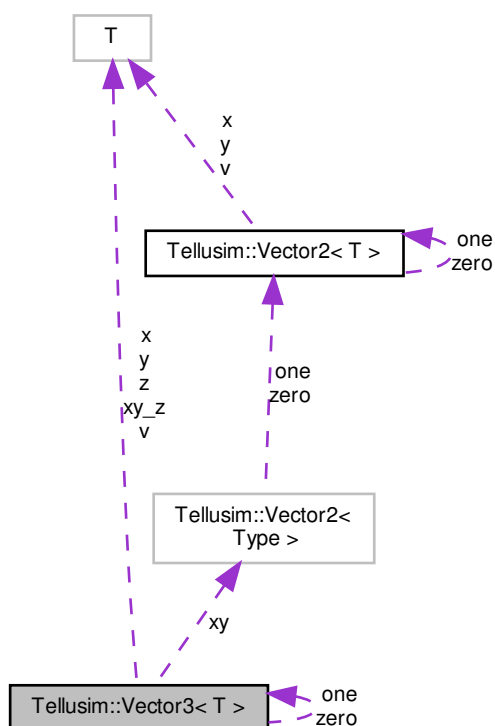 T
x
y
v
Tellusim::Vector2< T >
one
zero
x
y
z
xy_z
v
one
zero
Tellusim::Vector2<
Type >
xy
Tellusim::Vector3< T >
one
zero